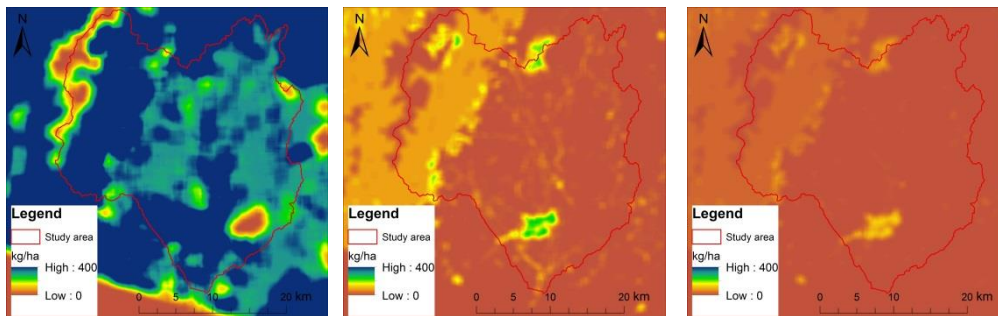 N
Legend
Study area
kg/ha
High : 400
Low : 0
0 5 10 20 km
N
Legend
Study area
kg/ha
High : 400
Low : 0
0 5 10 20 km
N
Legend
Study area
kg/ha
High : 400
Low : 0
0 5 10 20 km